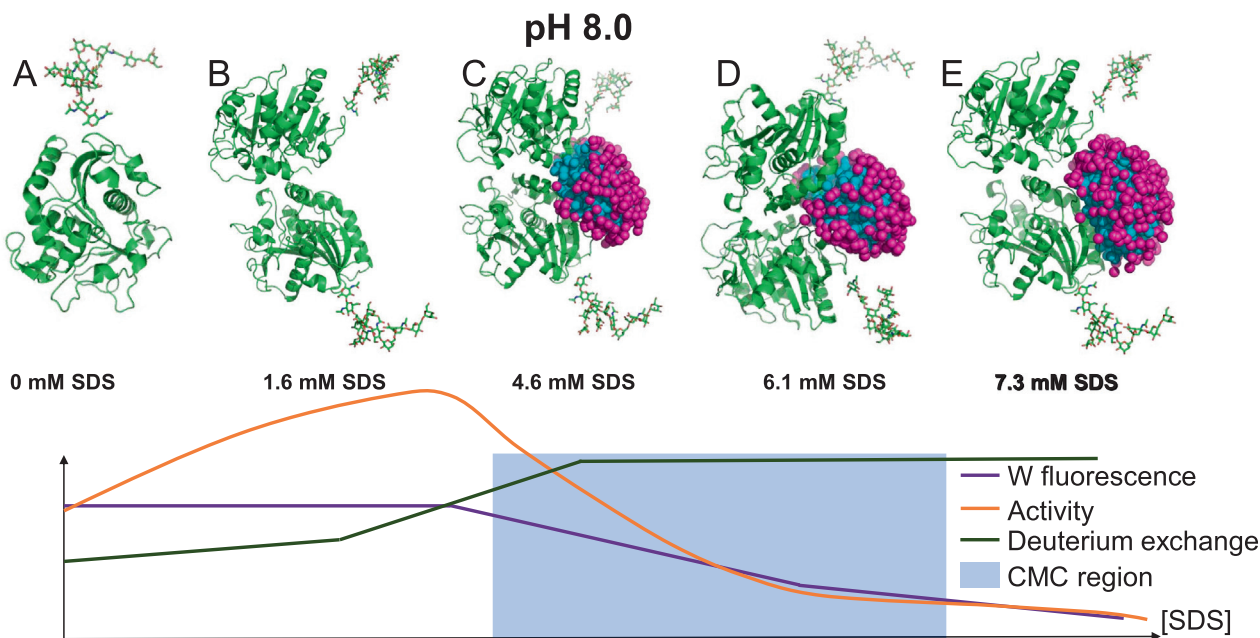 pH 8.0
A
B
C
D
E
0 mM SDS
1.6 mM SDS
4.6 mM SDS
6.1 mM SDS
7.3 mM SDS
W fluorescence
Activity
Deuterium exchange
CMC region
[SDS]